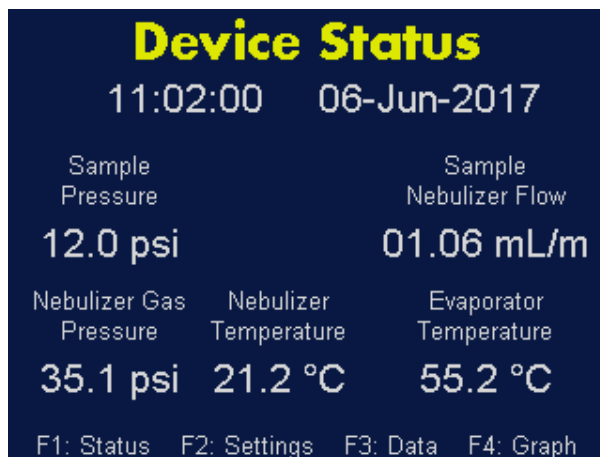 Device Status
11:02:00 06-Jun-2017
Sample Sample
Pressure Nebulizer Flow
12.0 psi 01.06 mL/m
Nebulizer Gas Nebulizer Evaporator
Pressure Temperature Temperature
35.1 psi 21.2 °C 55.2 °C
F1: Status F2: Settings F3: Data F4: Graph